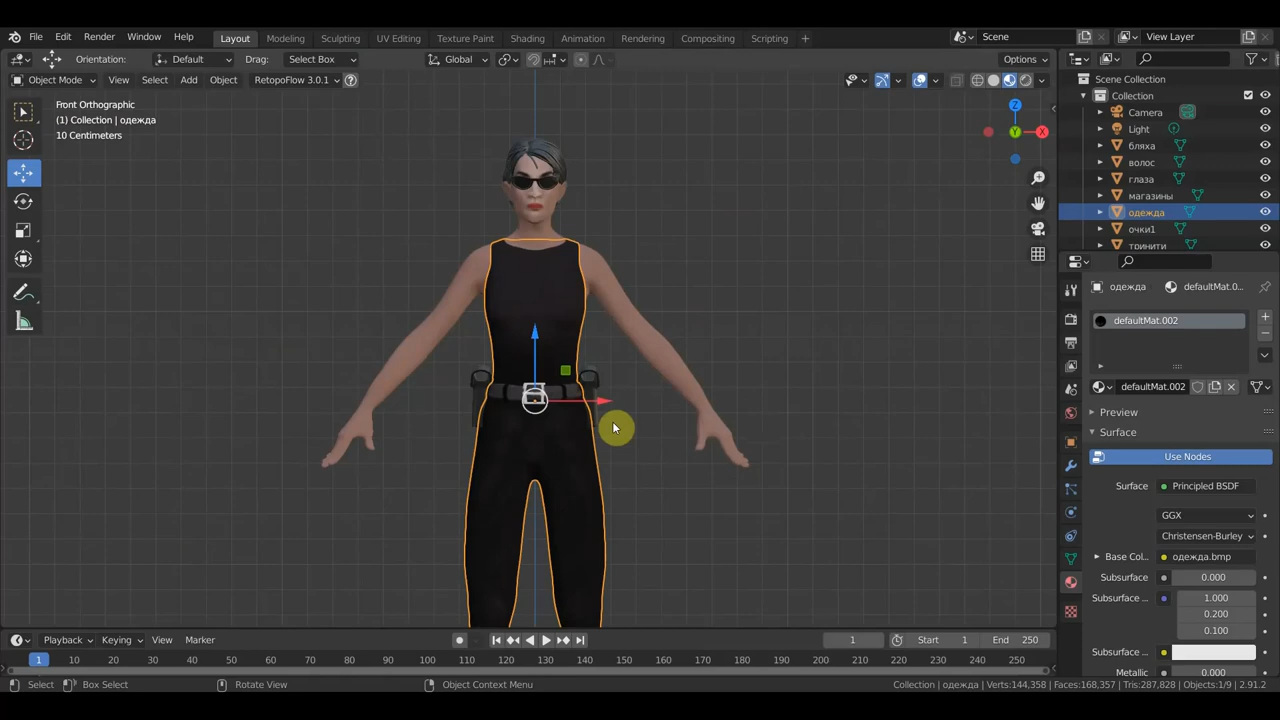 File Edit Render Window Help Layout Modeling Sculpting UV Editing Texture Paint Shading Animation Rendering Compositing Scripting + Scene View Layer
Orientation: Default Drag: Select Box Global Options
Object Mode View Select Add Object RetopoFlow 3.0.1 ?
Front Orthographic
(1) Collection | одежда
10 Centimeters
Z
Y
X
Scene Collection
Collection
Camera
Light
бляха
волос
глаза
магазины
одежда
очки1
тринити
одежда defaultMat.0...
defaultMat.002
defaultMat.002
Preview
Surface
Use Nodes
Surface Principled BSDF
GGX
Christensen-Burley
Base Col... одежда.bmp
Subsurface 0.000
Subsurface ... 1.000
0.200
0.100
Subsurface ...
Metallic 0.000
Playback Keying View Marker 1 Start 1 End 250
1 10 20 30 40 50 60 70 80 90 100 110 120 130 140 150 160 170 180 190 200 210 220 230 240 250
Select Box Select Rotate View Object Context Menu Collection | одежда | Verts:144,358 | Faces:168,357 | Tris:287,828 | Objects:1/9 | 2.91.2